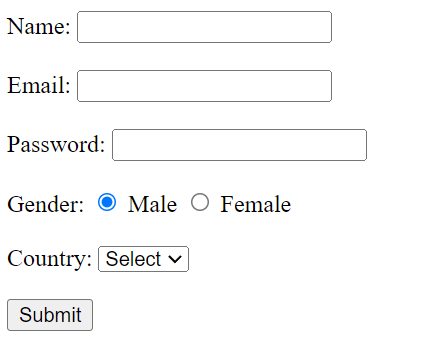 Name:
Email:
Password:
Gender: Male Female
Country: Select
Submit